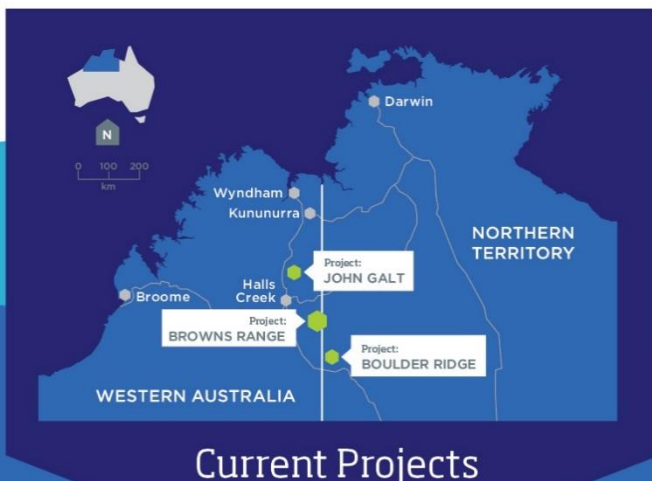 N
0 100 200
km
Darwin
Wyndham
Kununurra
NORTHERN
TERRITORY
Project:
JOHN GALT
Halls
Creek
Broome
Project:
BROWNS RANGE
Project:
BOULDER RIDGE
WESTERN AUSTRALIA
Current Projects